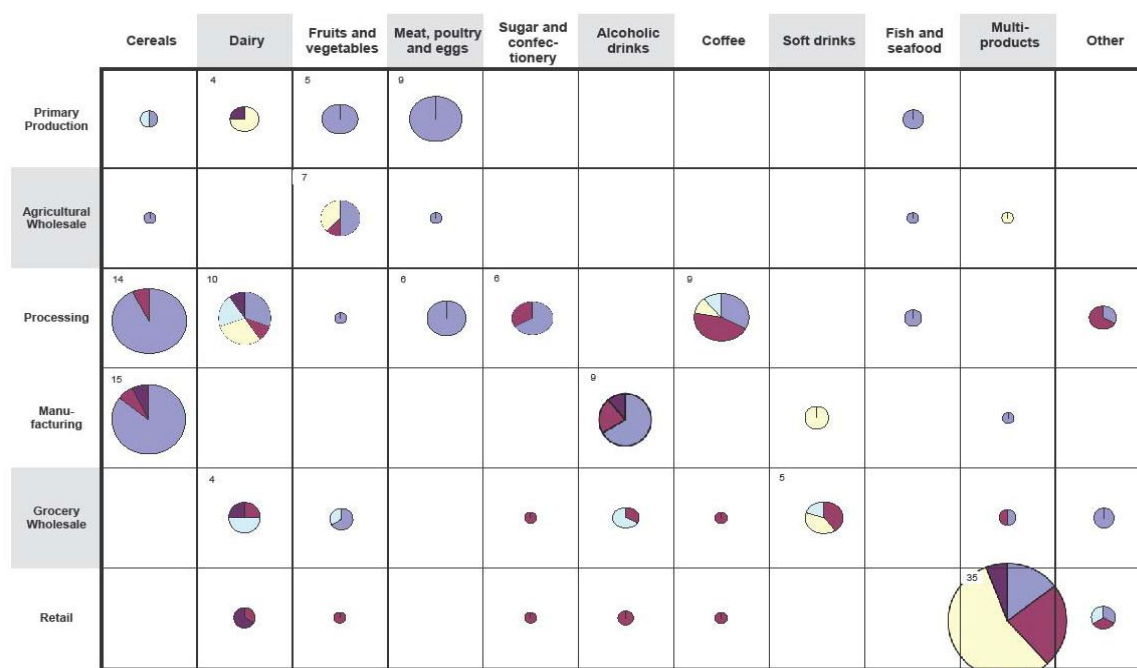 Cereals
Dairy
Fruits and
vegetables
Meat, poultry
and eggs
Sugar and
confec-
tionery
Alcoholic
drinks
Coffee
Soft drinks
Fish and
seafood
Multi-
products
Other
Primary
Production
4
5
9
Agricultural
Wholesale
7
Processing
14
10
6
6
9
Manu-
facturing
15
9
Grocery
Wholesale
4
5
Retail
35